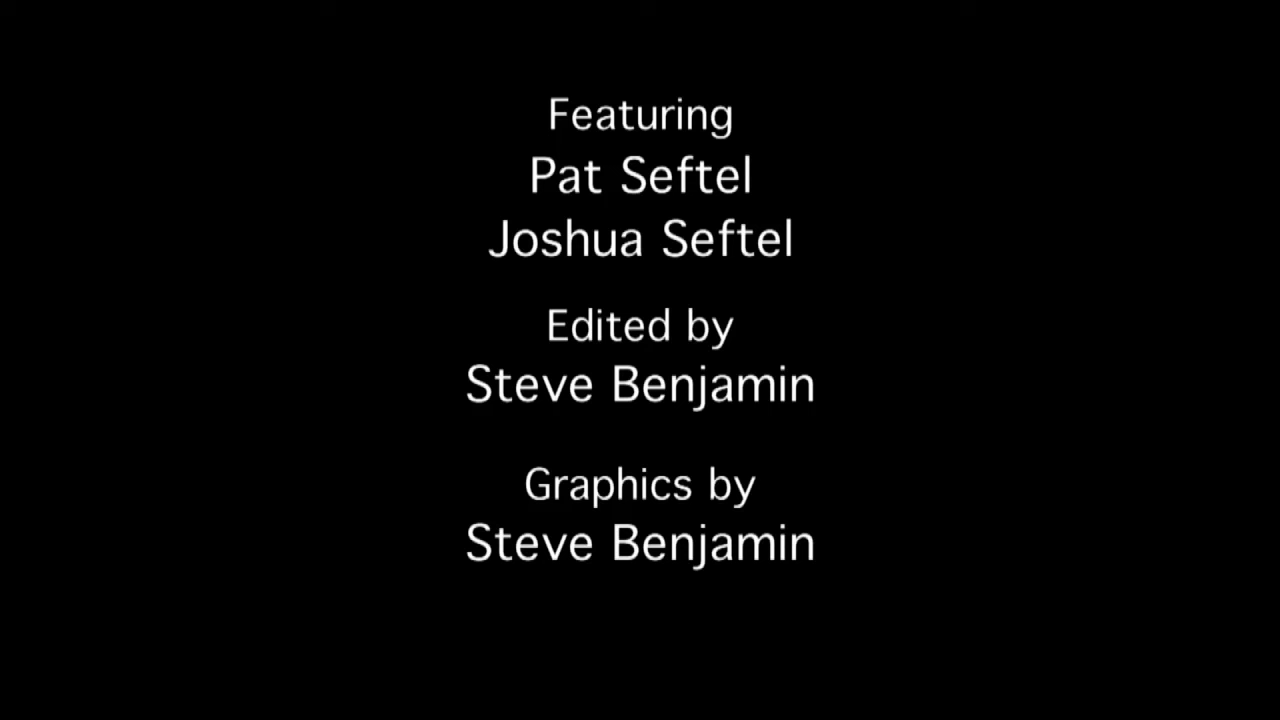 Featuring
Pat Seftel
Joshua Seftel
Edited by
Steve Benjamin
Graphics by
Steve Benjamin